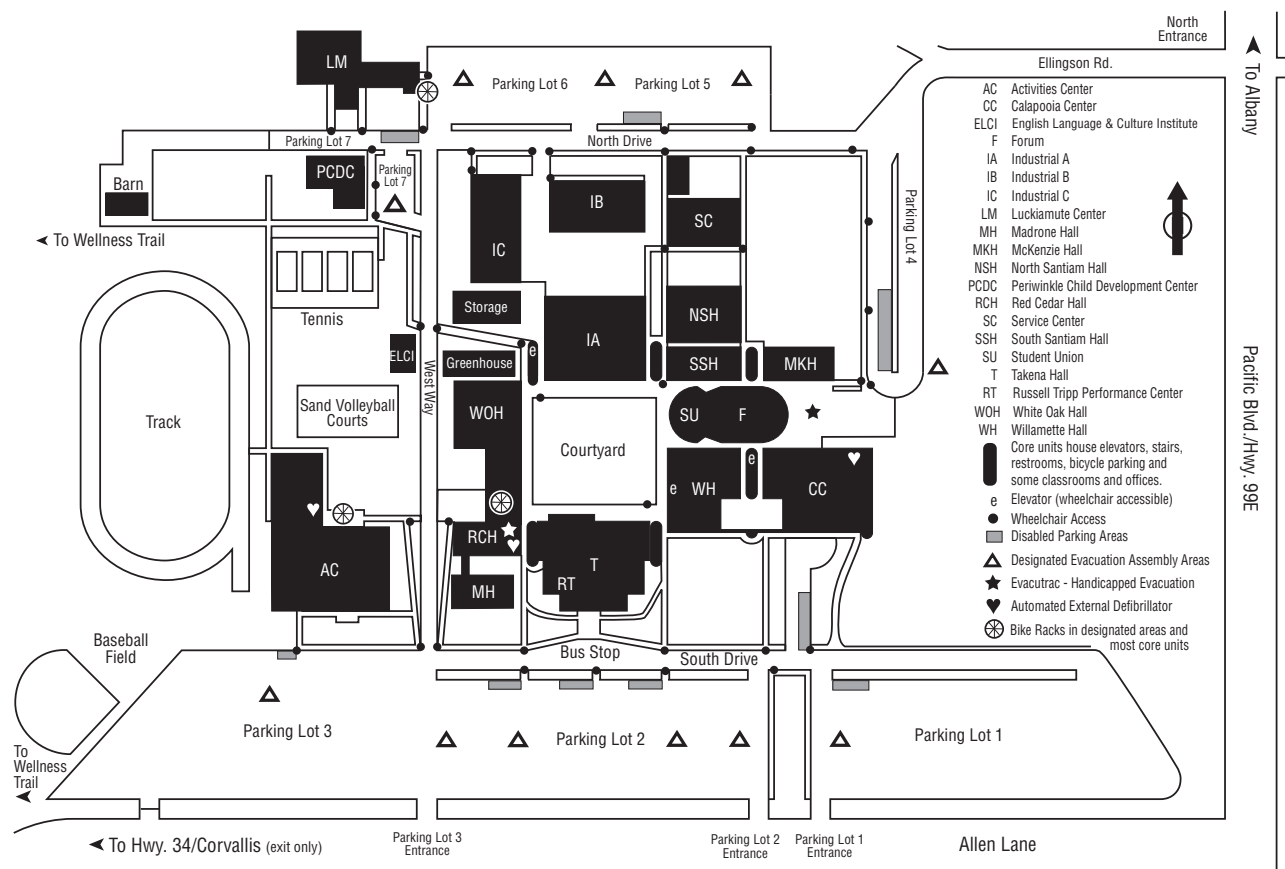 North
Entrance
To Albany
Ellingson Rd.
LM
Parking Lot 6
Parking Lot 5
Parking Lot 7
North Drive
PCDC
Parking
Lot 7
Barn
To Wellness Trail
IB
SC
IC
Parking Lot 4
Storage
Tennis
IA
NSH
e
ELCI
Greenhouse
SSH
MKH
West Way
Sand Volleyball
Courts
WOH
SU
F
Track
Courtyard
e
e
WH
CC
RCH
T
AC
RT
MH
Baseball
Field
Bus Stop
South Drive
Parking Lot 3
Parking Lot 2
Parking Lot 1
To
Wellness
Trail
To Hwy. 34/Corvallis (exit only)
Parking Lot 3
Entrance
Parking Lot 2
Entrance
Parking Lot 1
Entrance
Allen Lane
Pacific Blvd./Hwy. 99E
AC Activities Center
CC Calapooia Center
ELCI English Language & Culture Institute
F Forum
IA Industrial A
IB Industrial B
IC Industrial C
LM Luckiamute Center
MH Madrone Hall
MKH McKenzie Hall
NSH North Santiam Hall
PCDC Periwinkle Child Development Center
RCH Red Cedar Hall
SC Service Center
SSH South Santiam Hall
SU Student Union
T Takena Hall
RT Russell Tripp Performance Center
WOH White Oak Hall
WH Willamette Hall
Core units house elevators, stairs,
restrooms, bicycle parking and
some classrooms and offices.
e Elevator (wheelchair accessible)
Wheelchair Access
Disabled Parking Areas
Designated Evacuation Assembly Areas
Evacutrac - Handicapped Evacuation
Automated External Defibrillator
Bike Racks in designated areas and
most core units